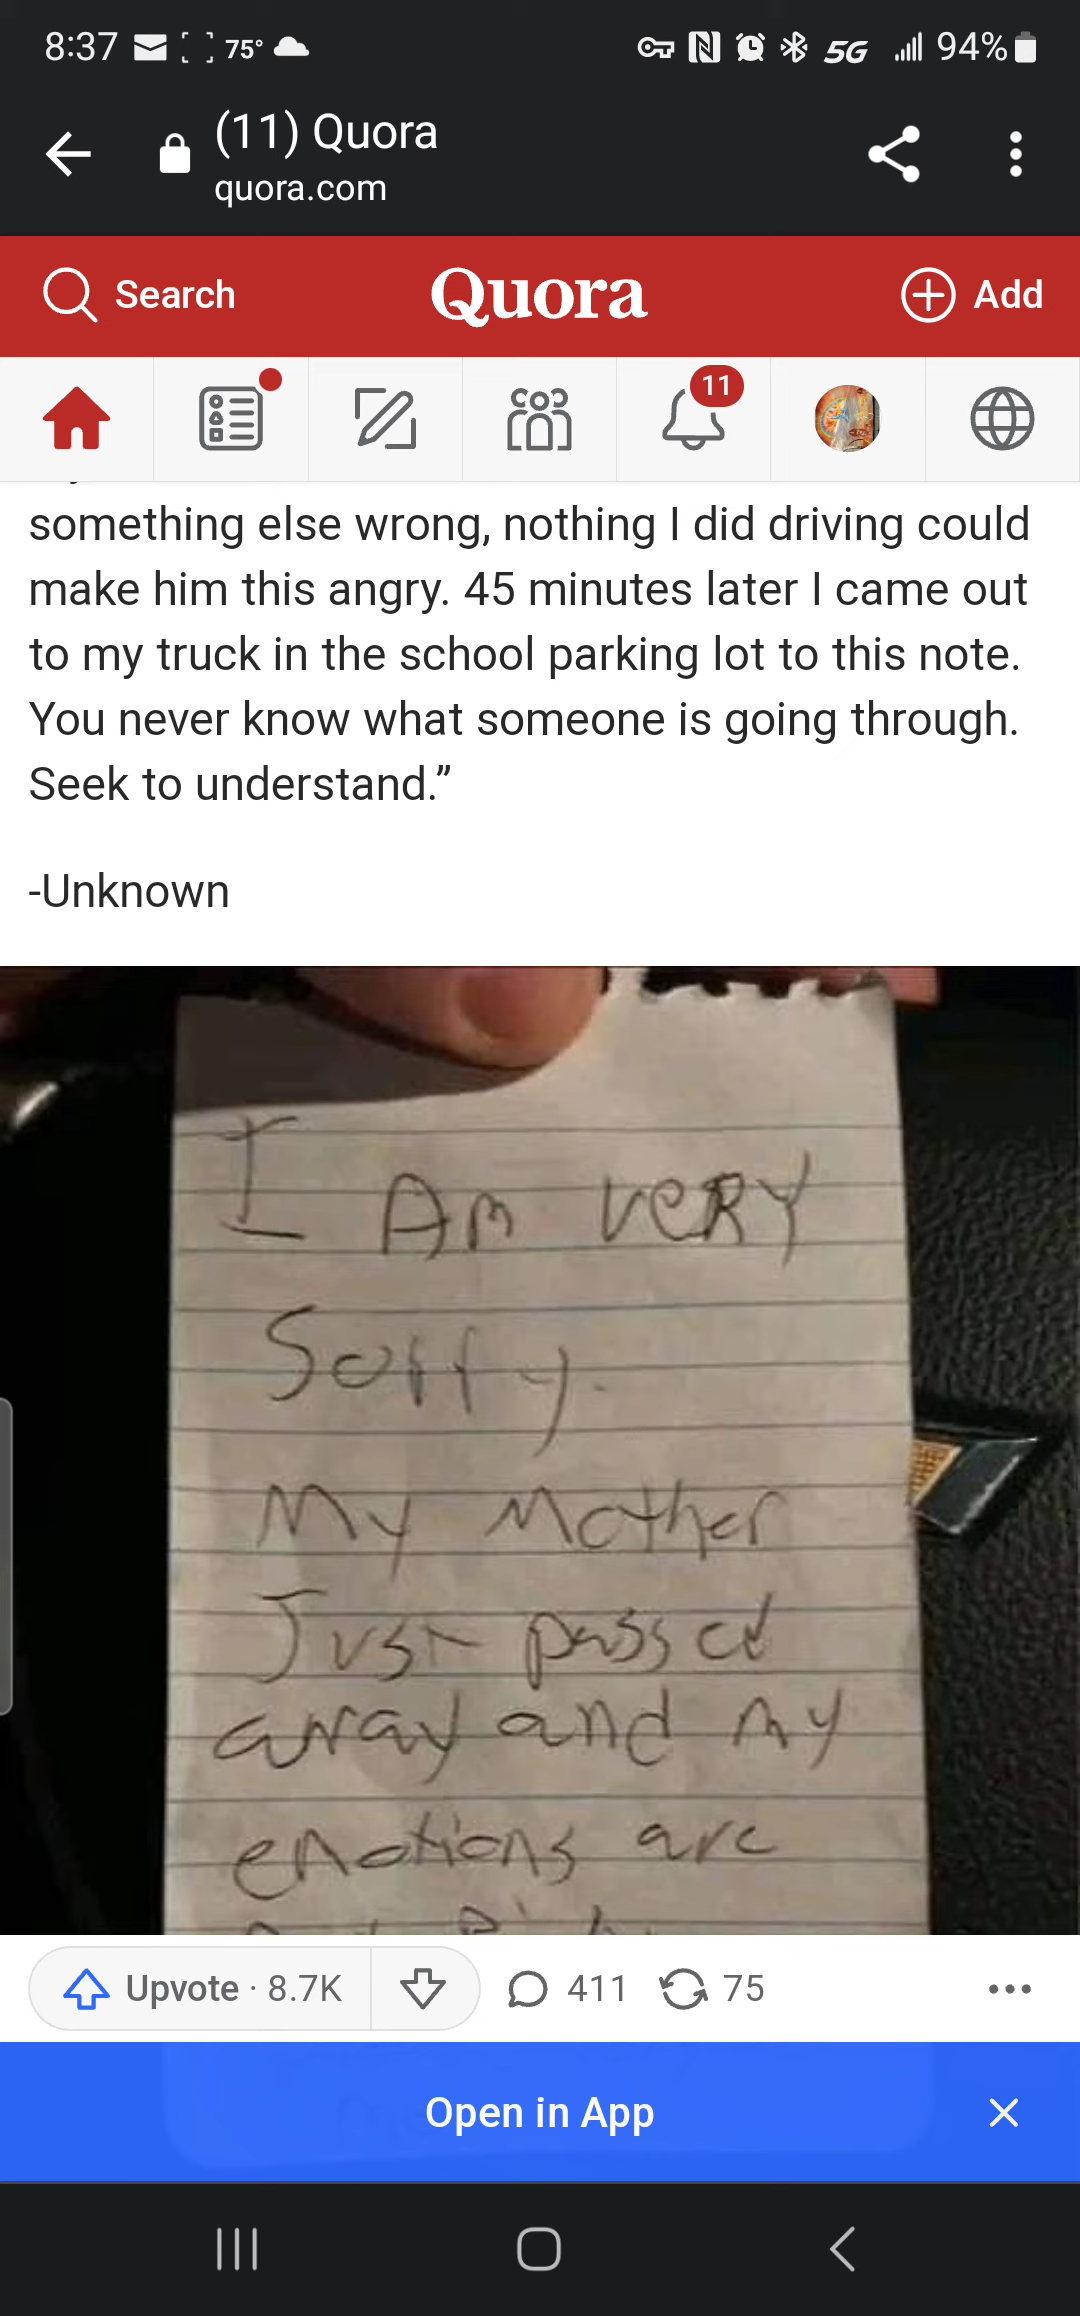 8:37 75° 5G 94%
(11) Quora
quora.com
Search Quora Add
11
something else wrong, nothing I did driving could
make him this angry. 45 minutes later I came out
to my truck in the school parking lot to this note.
You never know what someone is going through.
Seek to understand.”
-Unknown
I Am veRY
Sorry.
My Mother
Just passed
away and my
emotions are
Upvote · 8.7K 411 75
Open in App